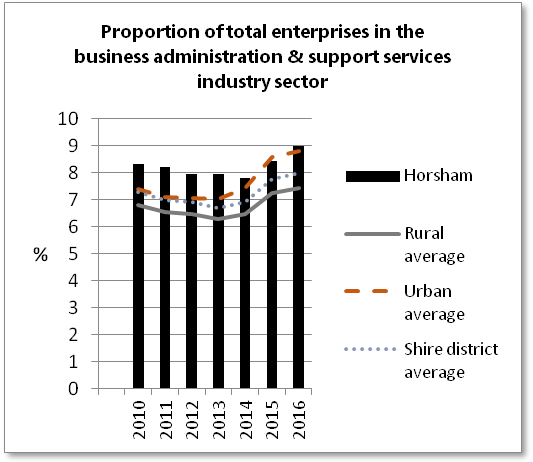 Proportion of total enterprises in the
business administration & support services
industry sector
10
9
8
7
6
5
4
3
2
1
0
%
2010
2011
2012
2013
2014
2015
2016
Horsham
Rural
average
Urban
average
Shire district
average